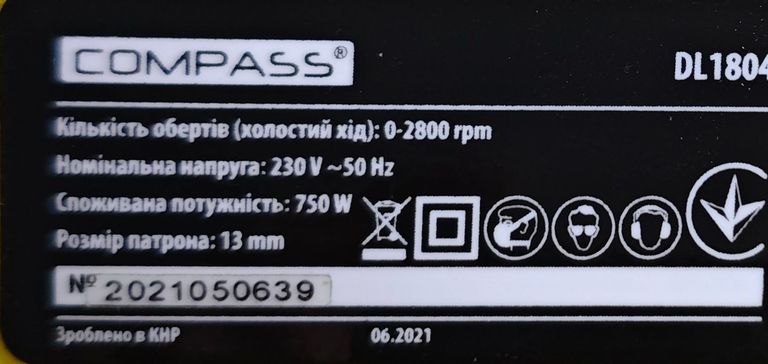 COMPASS®
DL1804
Кількість обертів (холостий хід): 0-2800 rpm
Номінальна напруга: 230 V ~50 Hz
Споживана потужність: 750 W
Розмір патрона: 13 mm
№ 2021050639
Зроблено в КНР 06.2021